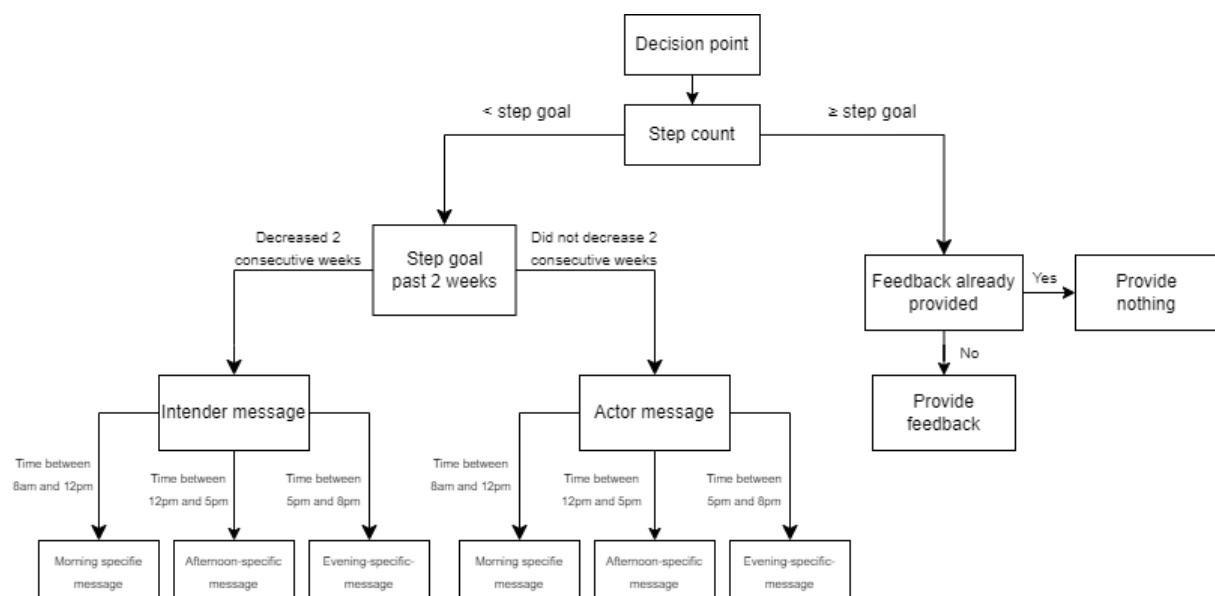 Decision point
< step goal
Step count
≥ step goal
Decreased 2
consecutive weeks
Step goal
past 2 weeks
Did not decrease 2
consecutive weeks
Feedback already
provided
Yes
Provide
nothing
No
Provide
feedback
Intender message
Actor message
Time between
8am and 12pm
Time between
12pm and 5pm
Time between
5pm and 8pm
Time between
8am and 12pm
Time between
12pm and 5pm
Time between
5pm and 8pm
Morning specifie
message
Afternoon-specific
message
Evening-specific-
message
Morning specifie
message
Afternoon-specific
message
Evening-specific-
message